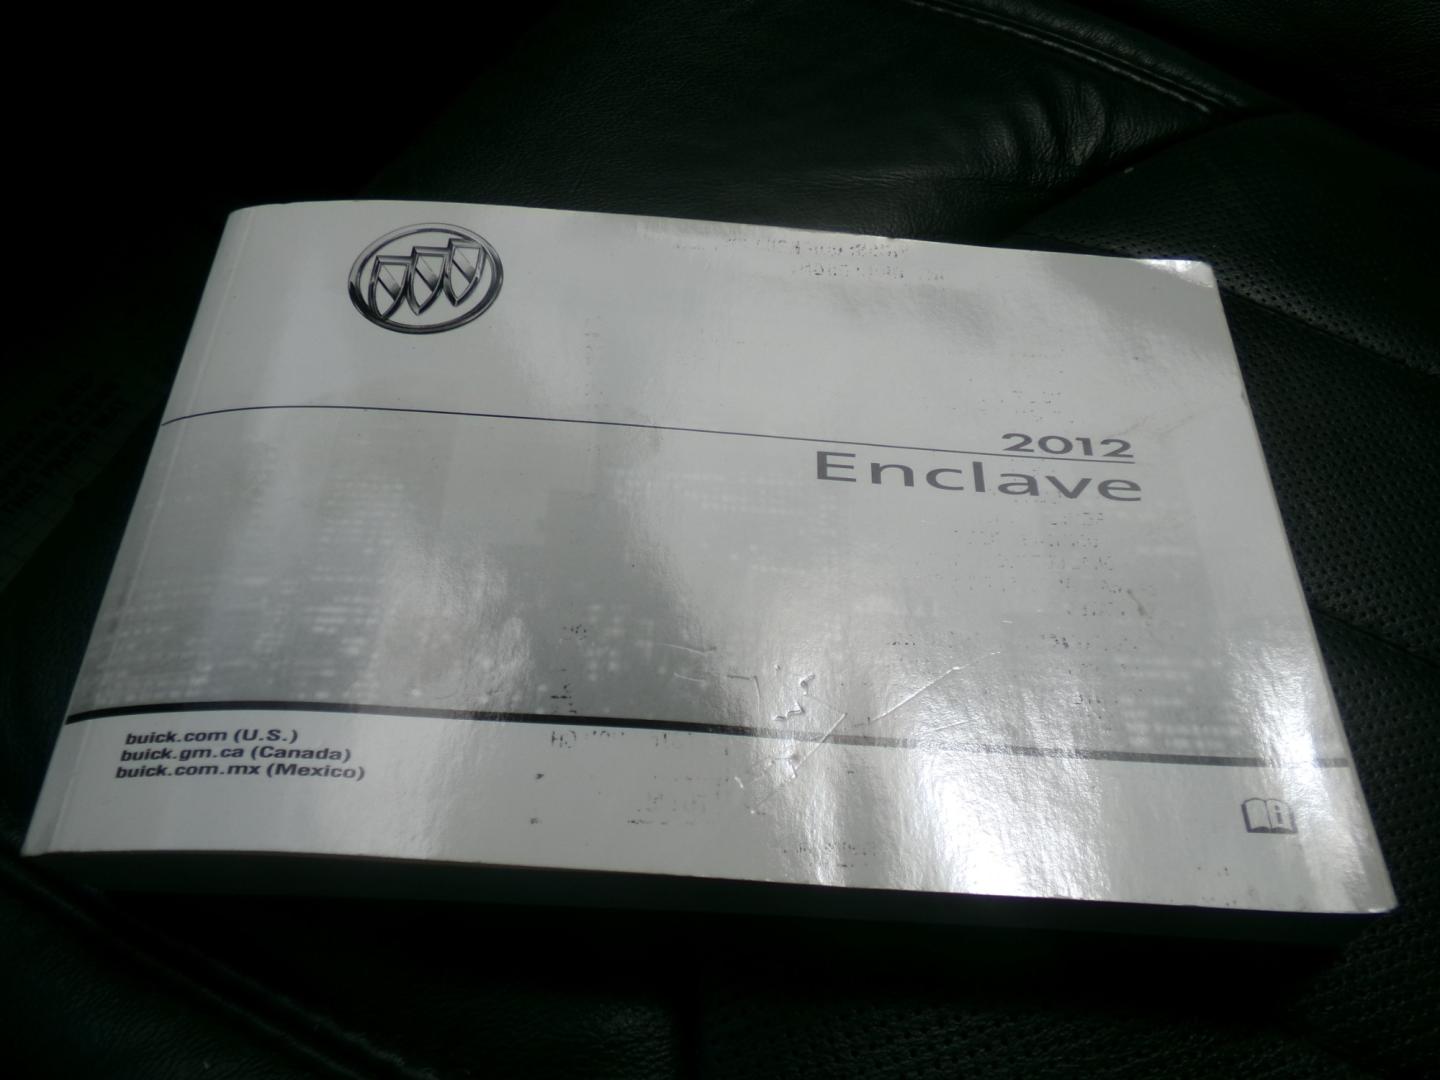 2012
Enclave
buick.com (U.S.)
buick.gm.ca (Canada)
buick.com.mx (Mexico)